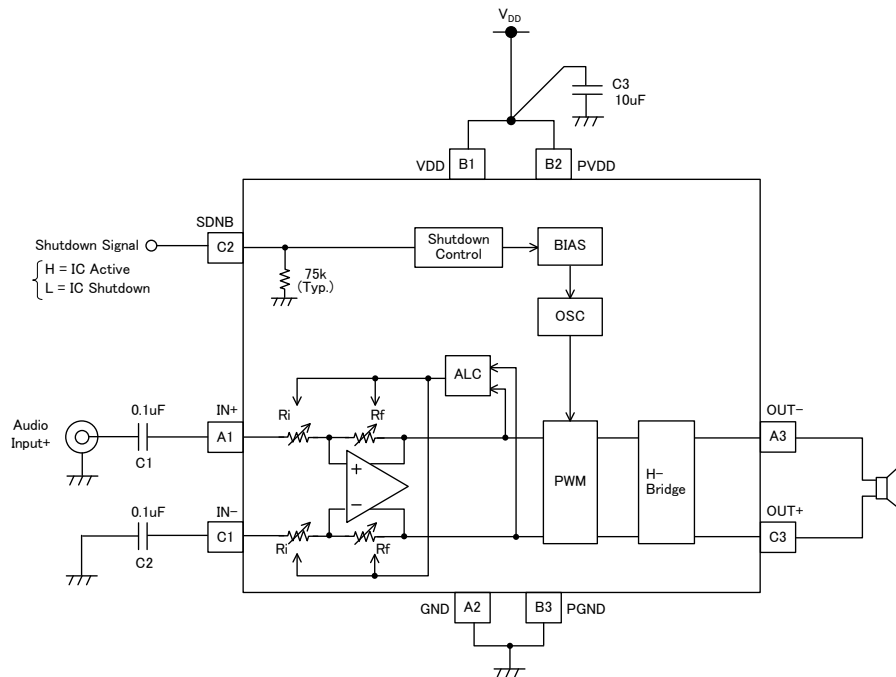 VDD
C3
10uF
VDD
B1
B2
PVDD
SDNB
Shutdown Signal
C2
H = IC Active
L = IC Shutdown
75k
(Typ.)
Shutdown
Control
BIAS
OSC
ALC
Audio
Input+
0.1uF
C1
IN+
A1
Ri
Rf
+
−
PWM
H-
Bridge
OUT-
A3
0.1uF
C2
IN-
C1
Ri
Rf
OUT+
C3
GND
A2
B3
PGND